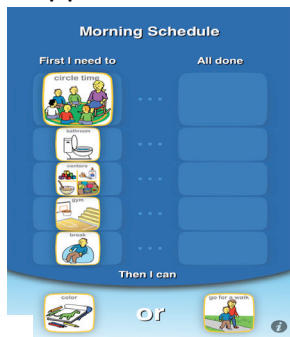 Morning Schedule
First I need to All done
circle time
bathroom
centers
gym
break
Then I can
color or go for a walk
i